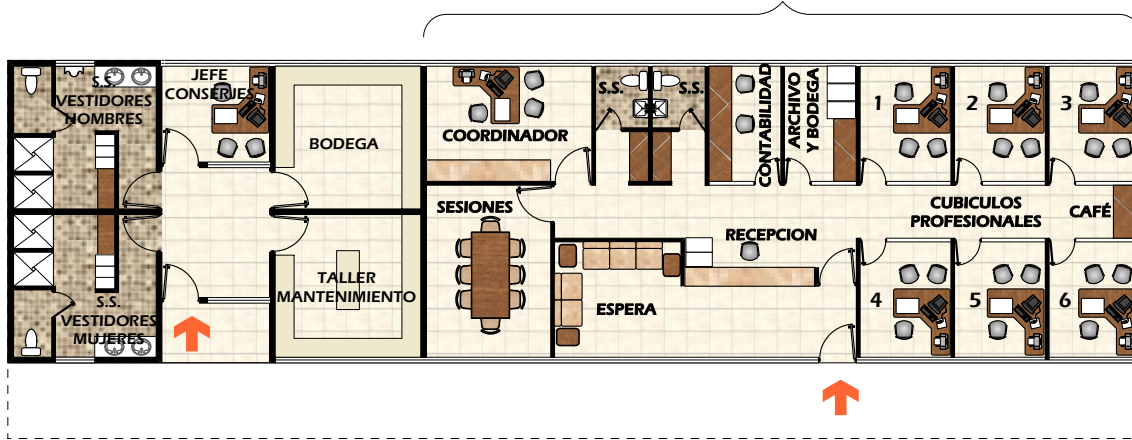 S.S.
VESTIDORES
HOMBRES
JEFE
CONSERJES
BODEGA
COORDINADOR
S.S.
S.S.
CONTABILIDAD
ARCHIVO
Y BODEGA
1
2
3
SESIONES
RECEPCION
CUBICULOS
PROFESIONALES
CAFÉ
TALLER
MANTENIMIENTO
ESPERA
4
5
6
S.S.
VESTIDORES
MUJERES